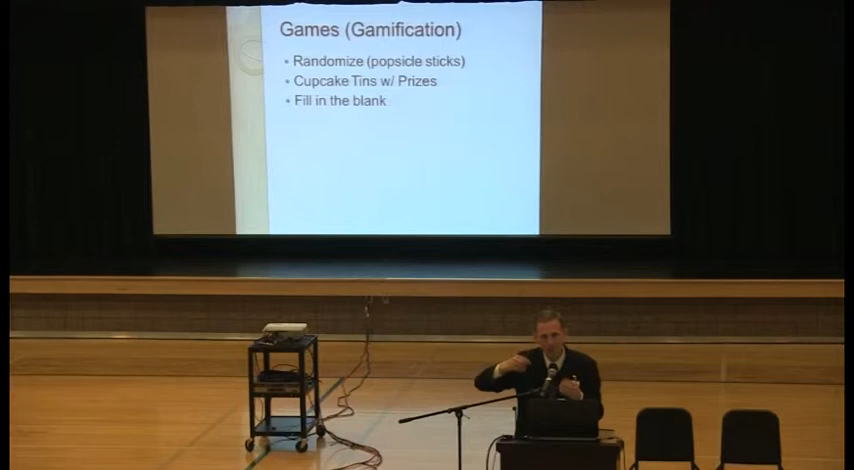 Games (Gamification)
• Randomize (popsicle sticks)
• Cupcake Tins w/ Prizes
• Fill in the blank